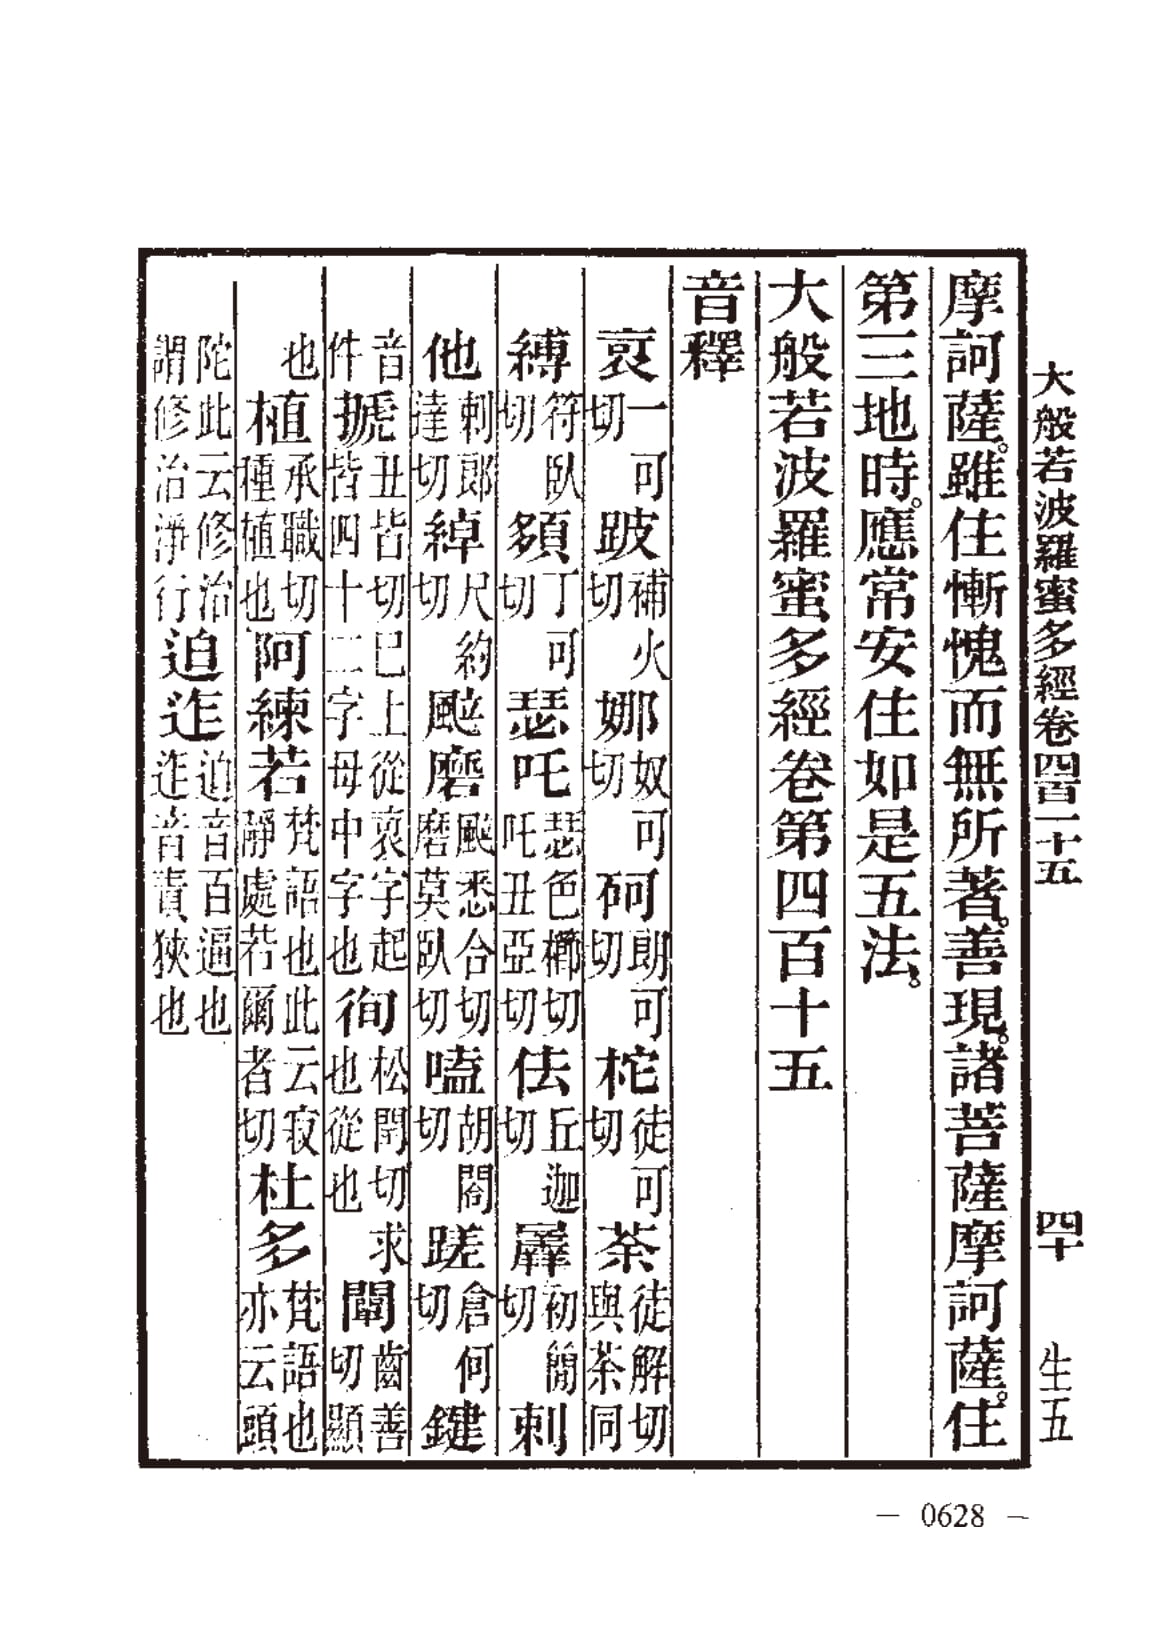 大般若波羅蜜多經卷四百一十五　四十　生五
摩訶薩。雖住慚愧而無所著。善現。諸菩薩摩訶薩。住
第三地時。應常安住如是五法。
大般若波羅蜜多經卷第四百十五
音釋
哀一可切跛補火切娜奴可切砢朗可切柁徒可切荼徒解切與茶同
縛符臥切䫂丁可切瑟吒瑟色櫛切吒丑亞切佉丘迦切羼初簡切剌
他剌郎達切綽尺約切颯磨颯悉合切磨莫臥切嗑胡閤切蹉倉何切鍵
音件搋丑皆切已上從哀字起皆四十二字母中字也徇松閏切求也從也闡齒善切顯
也植承職切種植也阿練若梵語也此云寂靜處若爾者切杜多梵語也亦云頭
陀此云修治謂修治淨行迫迮迫音百逼也迮音責狹也
— 0628 —